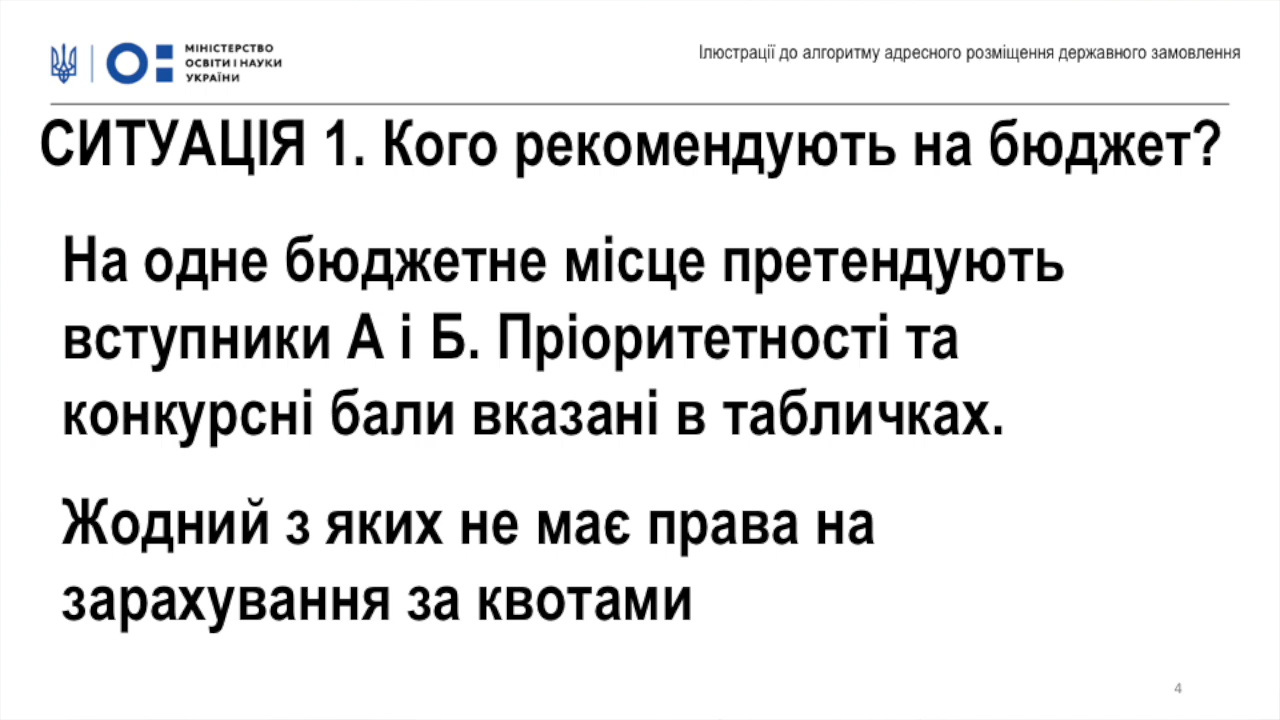 МІНІСТЕРСТВО
ОСВІТИ І НАУКИ
УКРАЇНИ
Ілюстрації до алгоритму адресного розміщення державного замовлення
СИТУАЦІЯ 1. Кого рекомендують на бюджет?
На одне бюджетне місце претендують
вступники А і Б. Пріоритетності та
конкурсні бали вказані в табличках.
Жодний з яких не має права на
зарахування за квотами
4